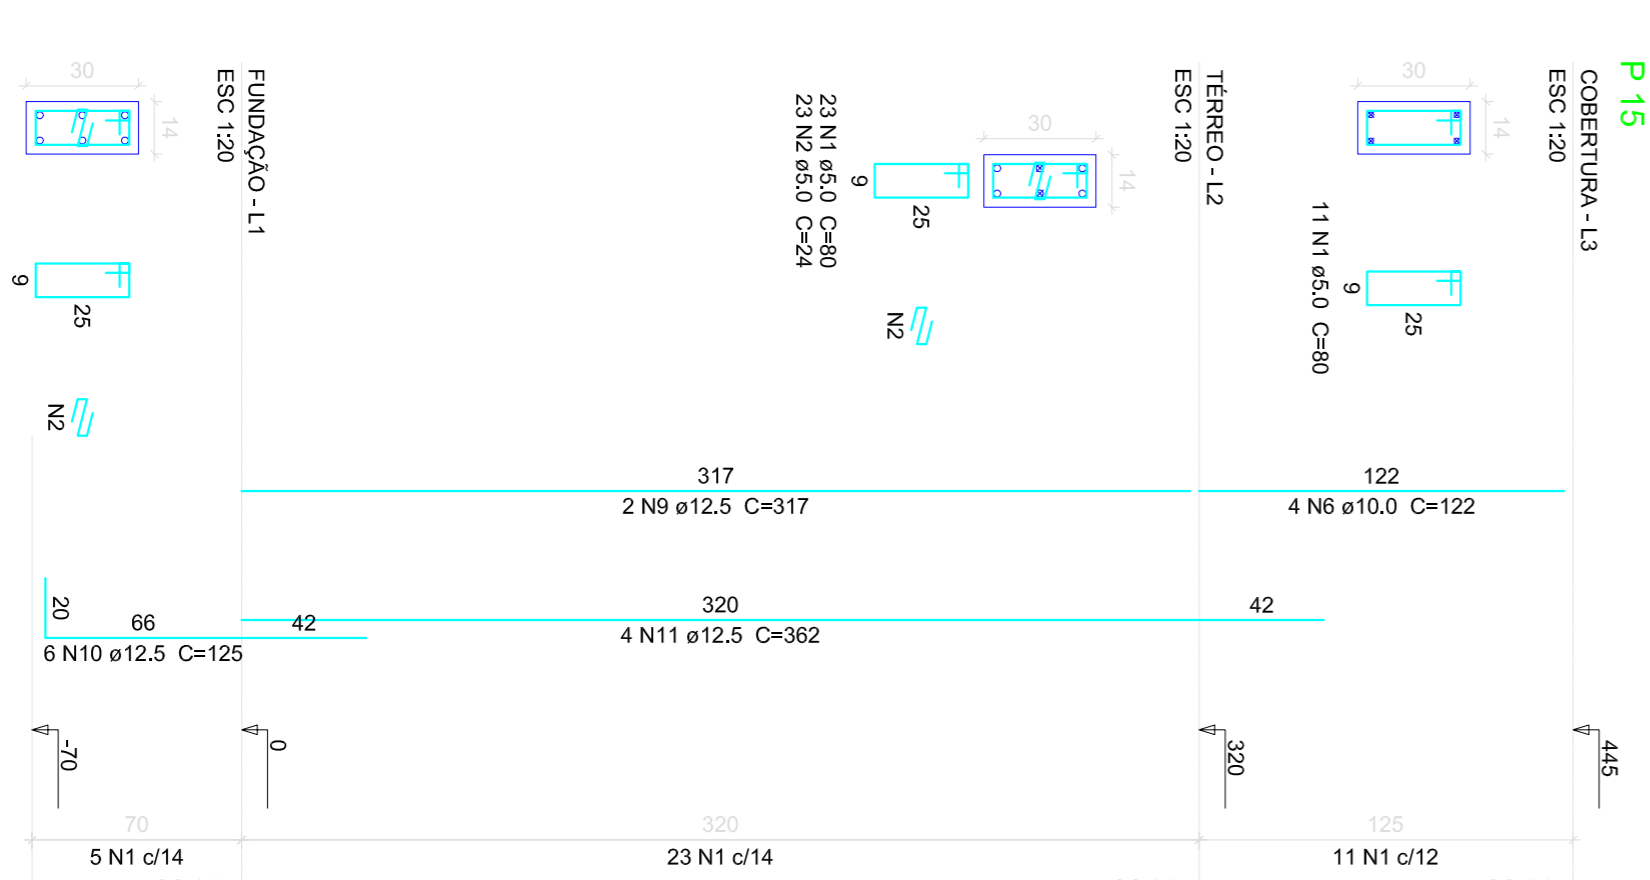 P 15
COBERTURA - L3
ESC 1:20
30
14
11 N1 ø5.0 C=80
9
25
TÉRREO - L2
ESC 1:20
30
14
23 N1 ø5.0 C=80
23 N2 ø5.0 C=24
9
25
N2
FUNDAÇÃO - L1
ESC 1:20
30
14
9
25
N2
317
2 N9 ø12.5 C=317
122
4 N6 ø10.0 C=122
20
66
42
6 N10 ø12.5 C=125
320
42
4 N11 ø12.5 C=362
-70
0
320
445
70
320
125
5 N1 c/14
23 N1 c/14
11 N1 c/12